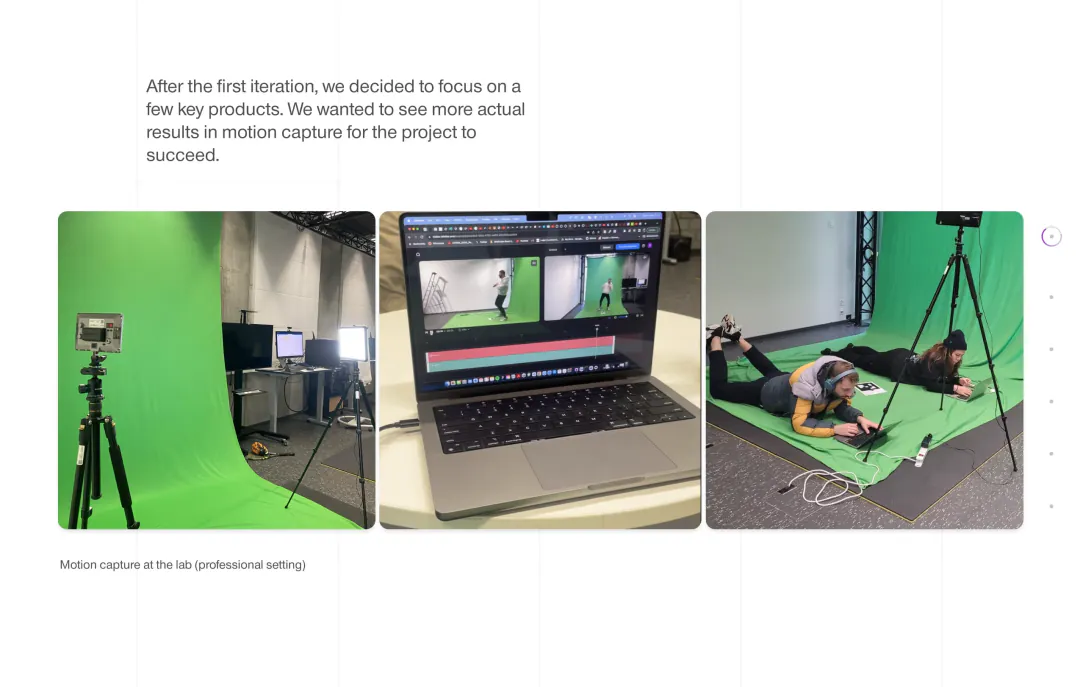 After the first iteration, we decided to focus on a
few key products. We wanted to see more actual
results in motion capture for the project to
succeed.
Motion capture at the lab (professional setting)